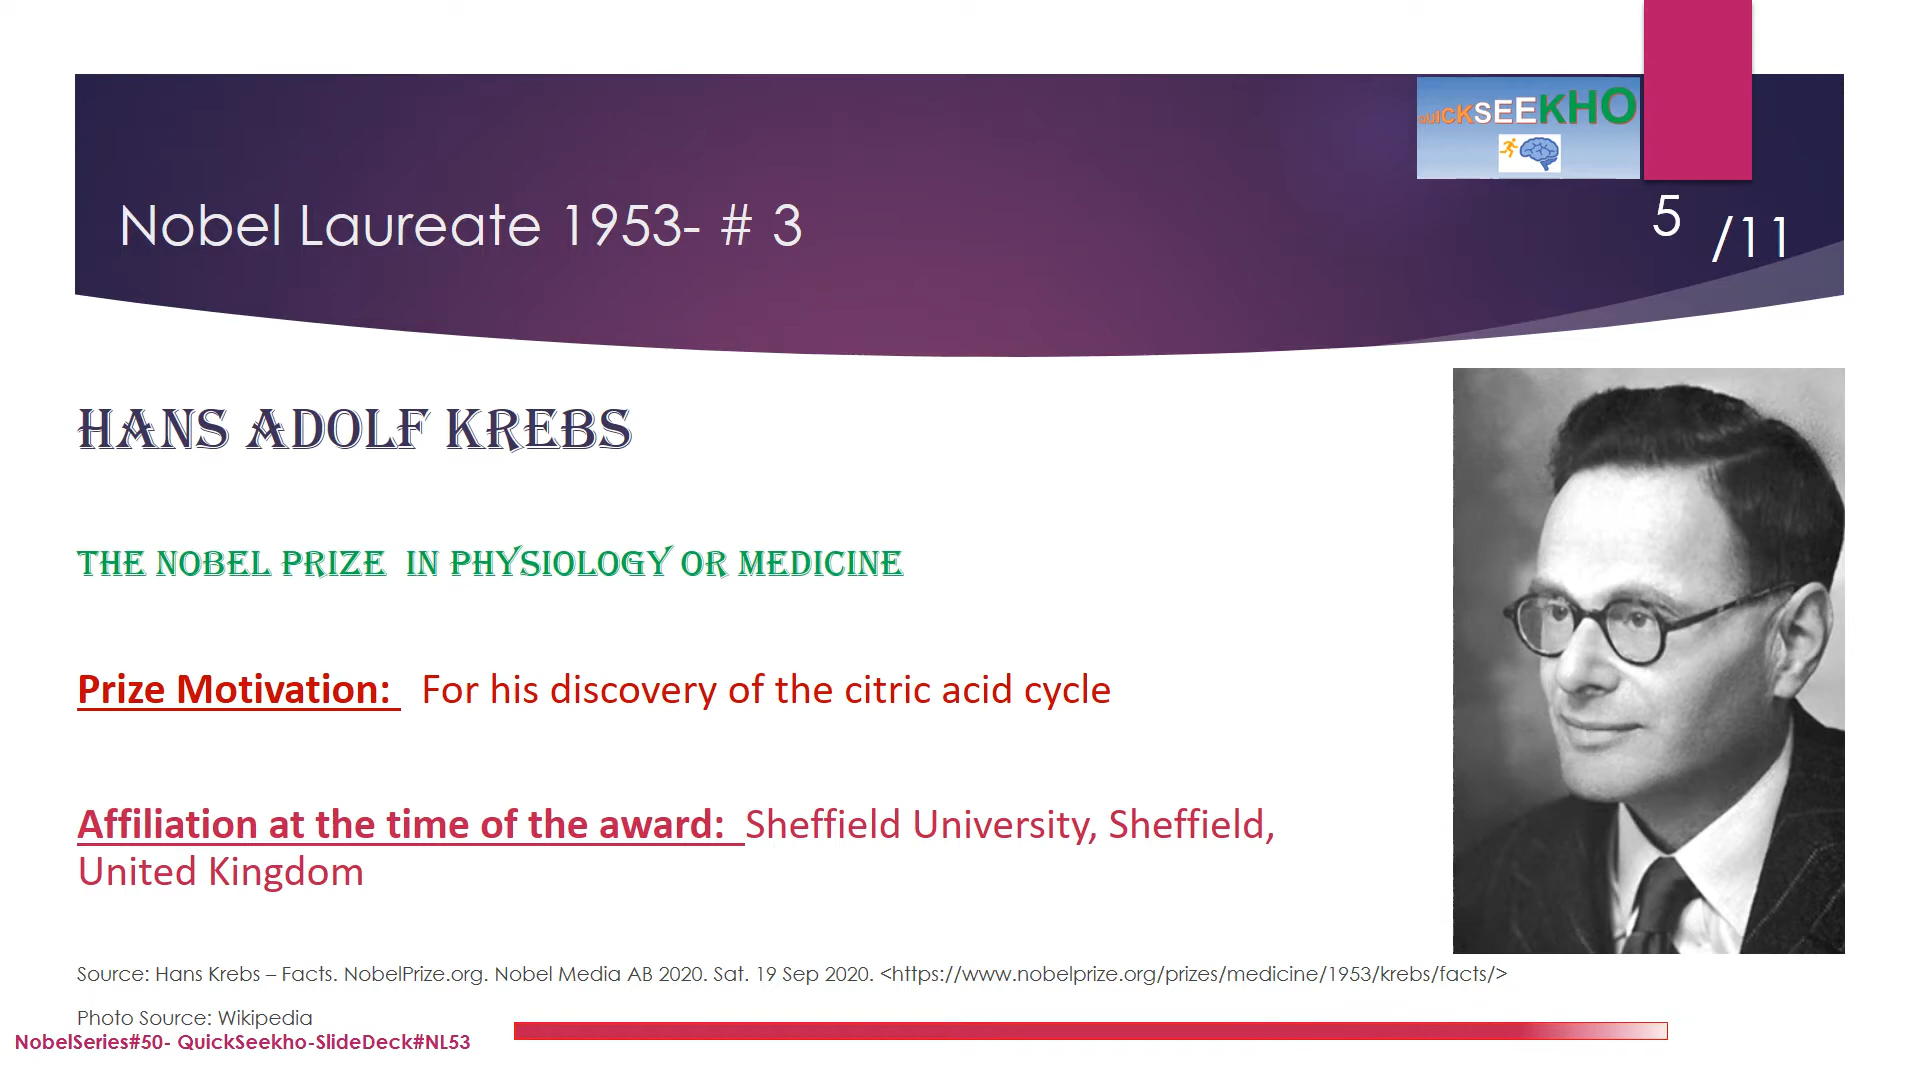 QUICKSEEKHO
Nobel Laureate 1953- # 3
5 /11
HANS ADOLF KREBS
THE NOBEL PRIZE IN PHYSIOLOGY OR MEDICINE
Prize Motivation: For his discovery of the citric acid cycle
Affiliation at the time of the award: Sheffield University, Sheffield,
United Kingdom
Source: Hans Krebs – Facts. NobelPrize.org. Nobel Media AB 2020. Sat. 19 Sep 2020. <https://www.nobelprize.org/prizes/medicine/1953/krebs/facts/>
Photo Source: Wikipedia
NobelSeries#50- QuickSeekho-SlideDeck#NL53